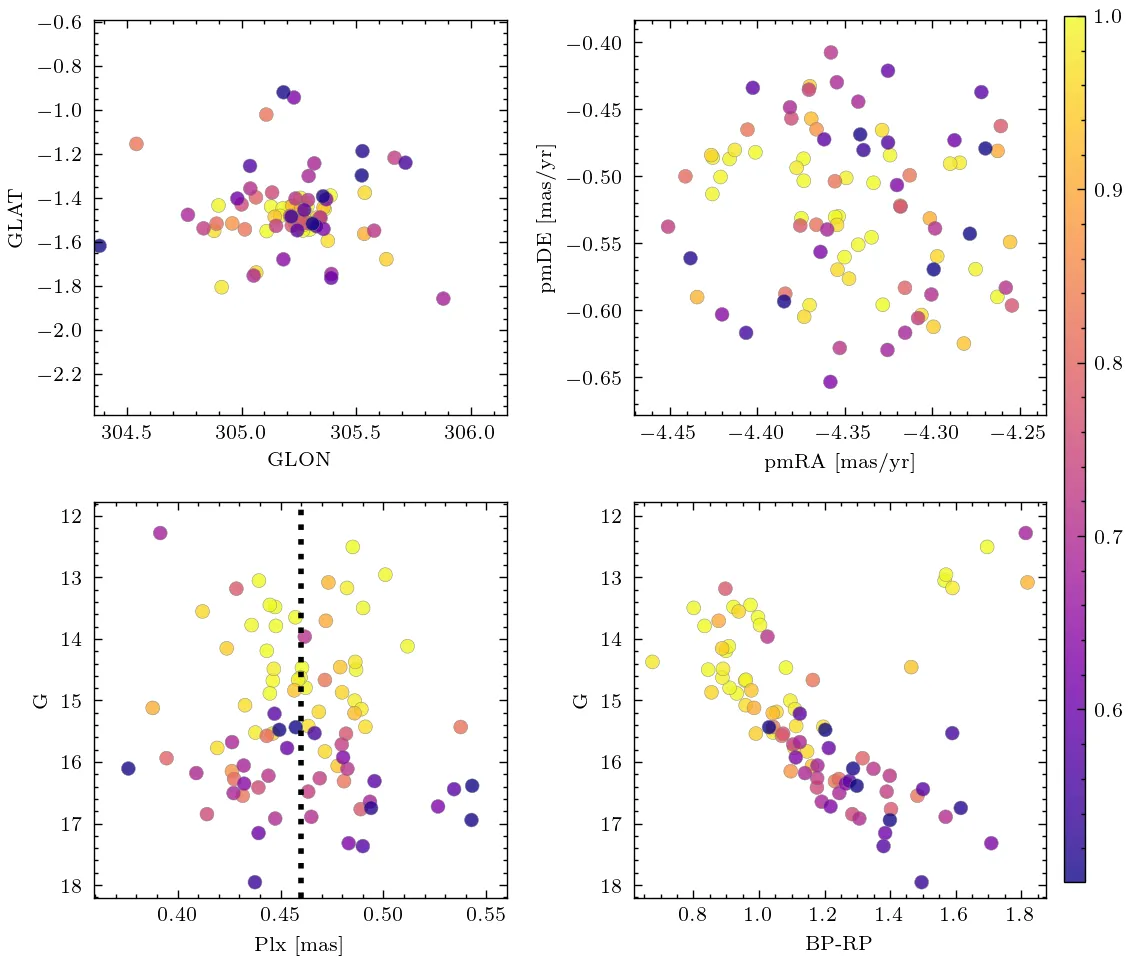 −0.6
−0.8
−1.0
−1.2
−1.4
−1.6
−1.8
−2.0
−2.2
GLAT
304.5 305.0 305.5 306.0
GLON
−0.40
−0.45
−0.50
−0.55
−0.60
−0.65
pmDE [mas/yr]
−4.45 −4.40 −4.35 −4.30 −4.25
pmRA [mas/yr]
12
13
14
15
16
17
18
G
0.40 0.45 0.50 0.55
Plx [mas]
12
13
14
15
16
17
18
G
0.8 1.0 1.2 1.4 1.6 1.8
BP-RP
1.0
0.9
0.8
0.7
0.6